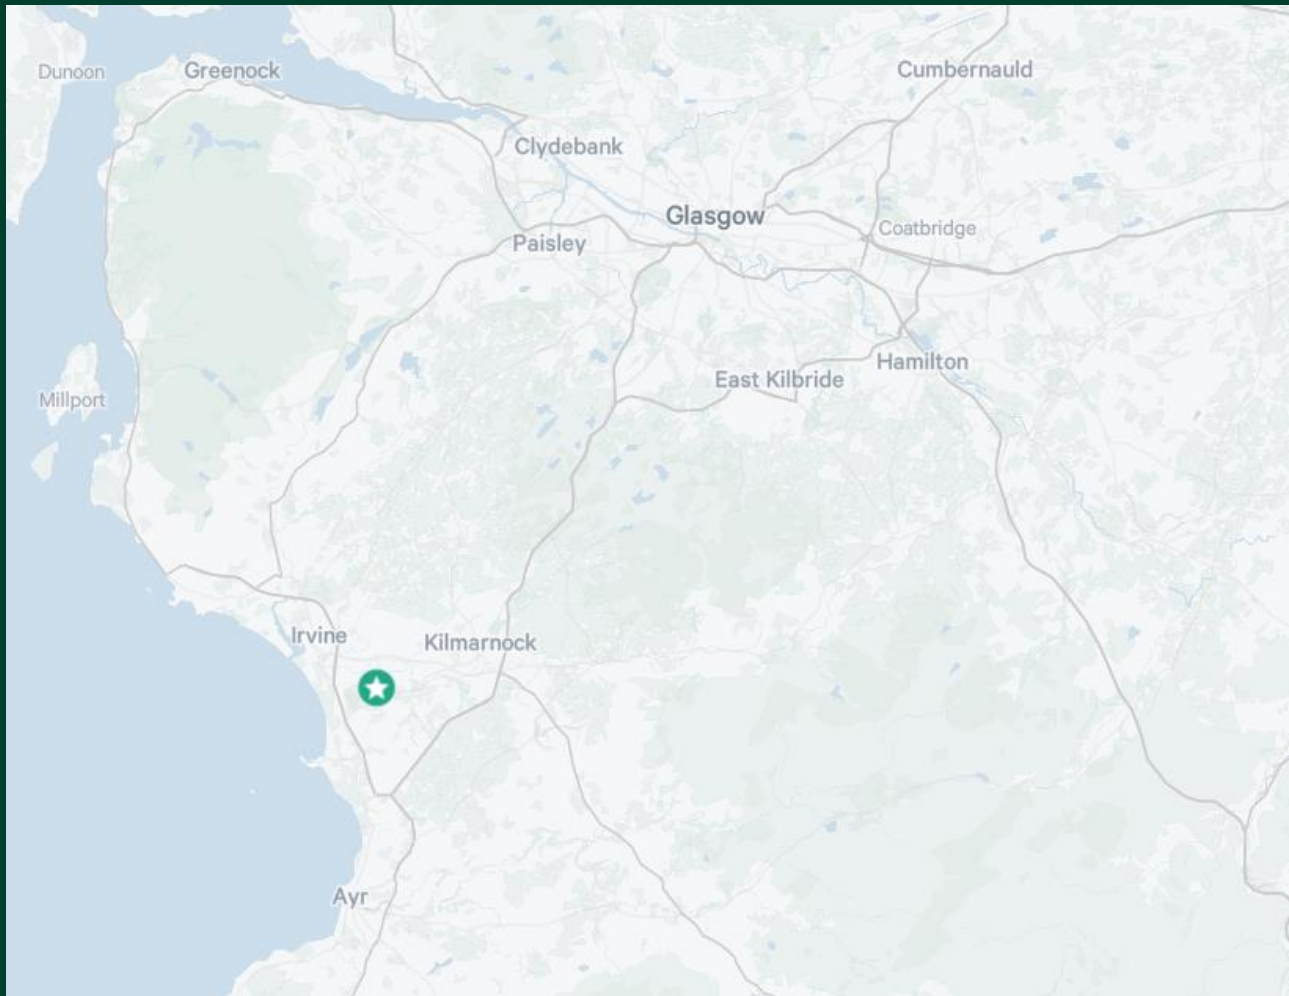 Dunoon
Greenock
Cumbernauld
Clydebank
Glasgow
Coatbridge
Paisley
Hamilton
East Kilbride
Millport
Irvine
Kilmarnock
Ayr